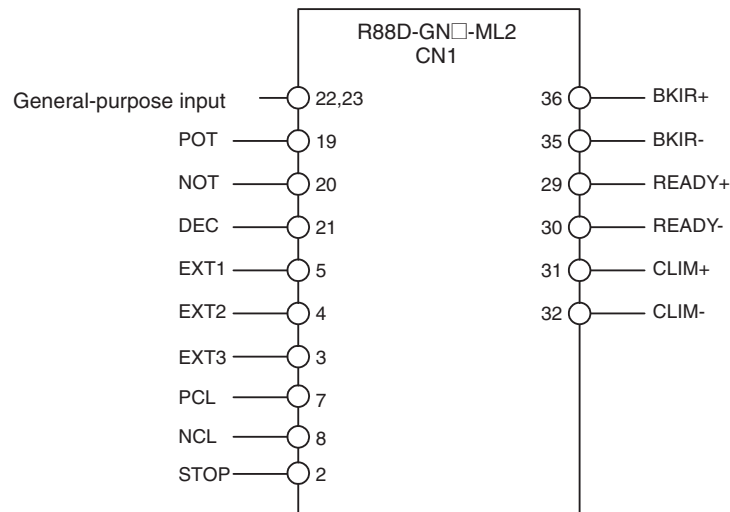 R88D-GN□-ML2
CN1
General-purpose input 22,23 36 BKIR+
POT 19 35 BKIR-
NOT 20 29 READY+
DEC 21 30 READY-
EXT1 5 31 CLIM+
EXT2 4 32 CLIM-
EXT3 3
PCL 7
NCL 8
STOP 2